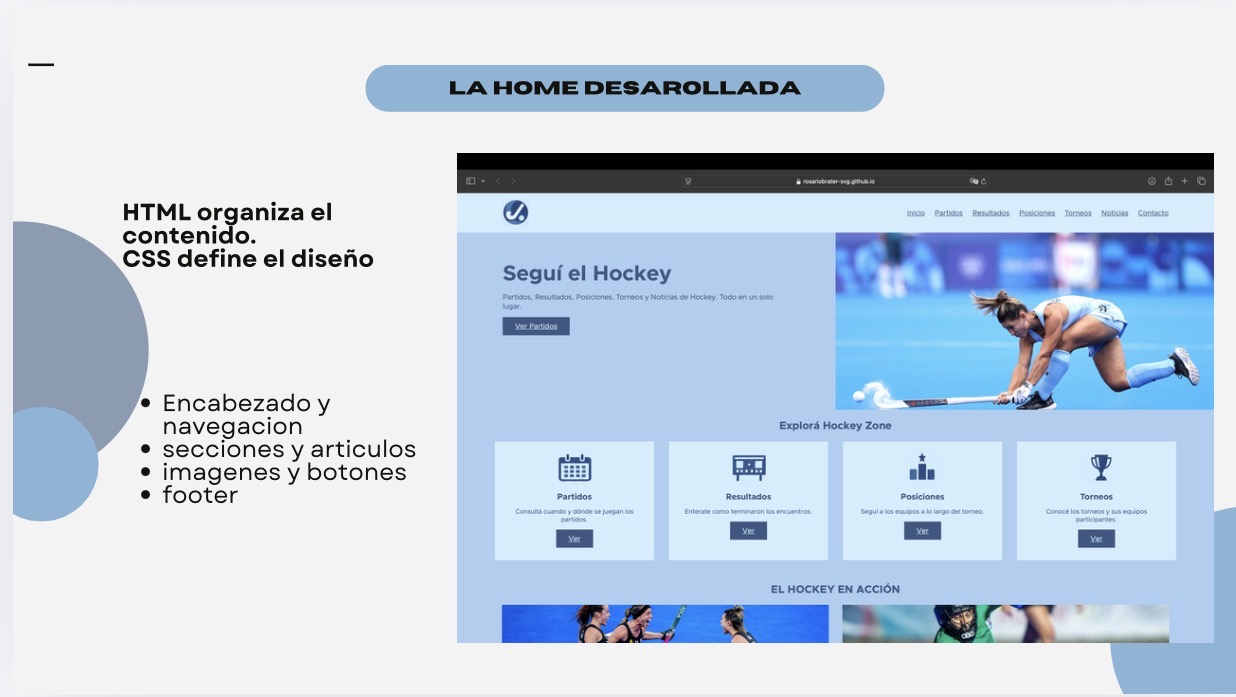 LA HOME DESAROLLADA
HTML organiza el
contenido.
CSS define el diseño
• Encabezado y
navegacion
• secciones y articulos
• imagenes y botones
• footer
rosariobrater-svg.github.io
Inicio Partidos Resultados Posiciones Torneos Noticias Contacto
Seguí el Hockey
Partidos, Resultados, Posiciones, Torneos y Noticias de Hockey. Todo en un solo
lugar.
Ver Partidos
Explorá Hockey Zone
Partidos
Consultá cuando y dónde se juegan los
partidos.
Ver
Resultados
Enterate como terminaron los encuentros.
Ver
Posiciones
Seguí a los equipos a lo largo del torneo.
Ver
Torneos
Conocé los torneos y sus equipos
participantes.
Ver
EL HOCKEY EN ACCIÓN